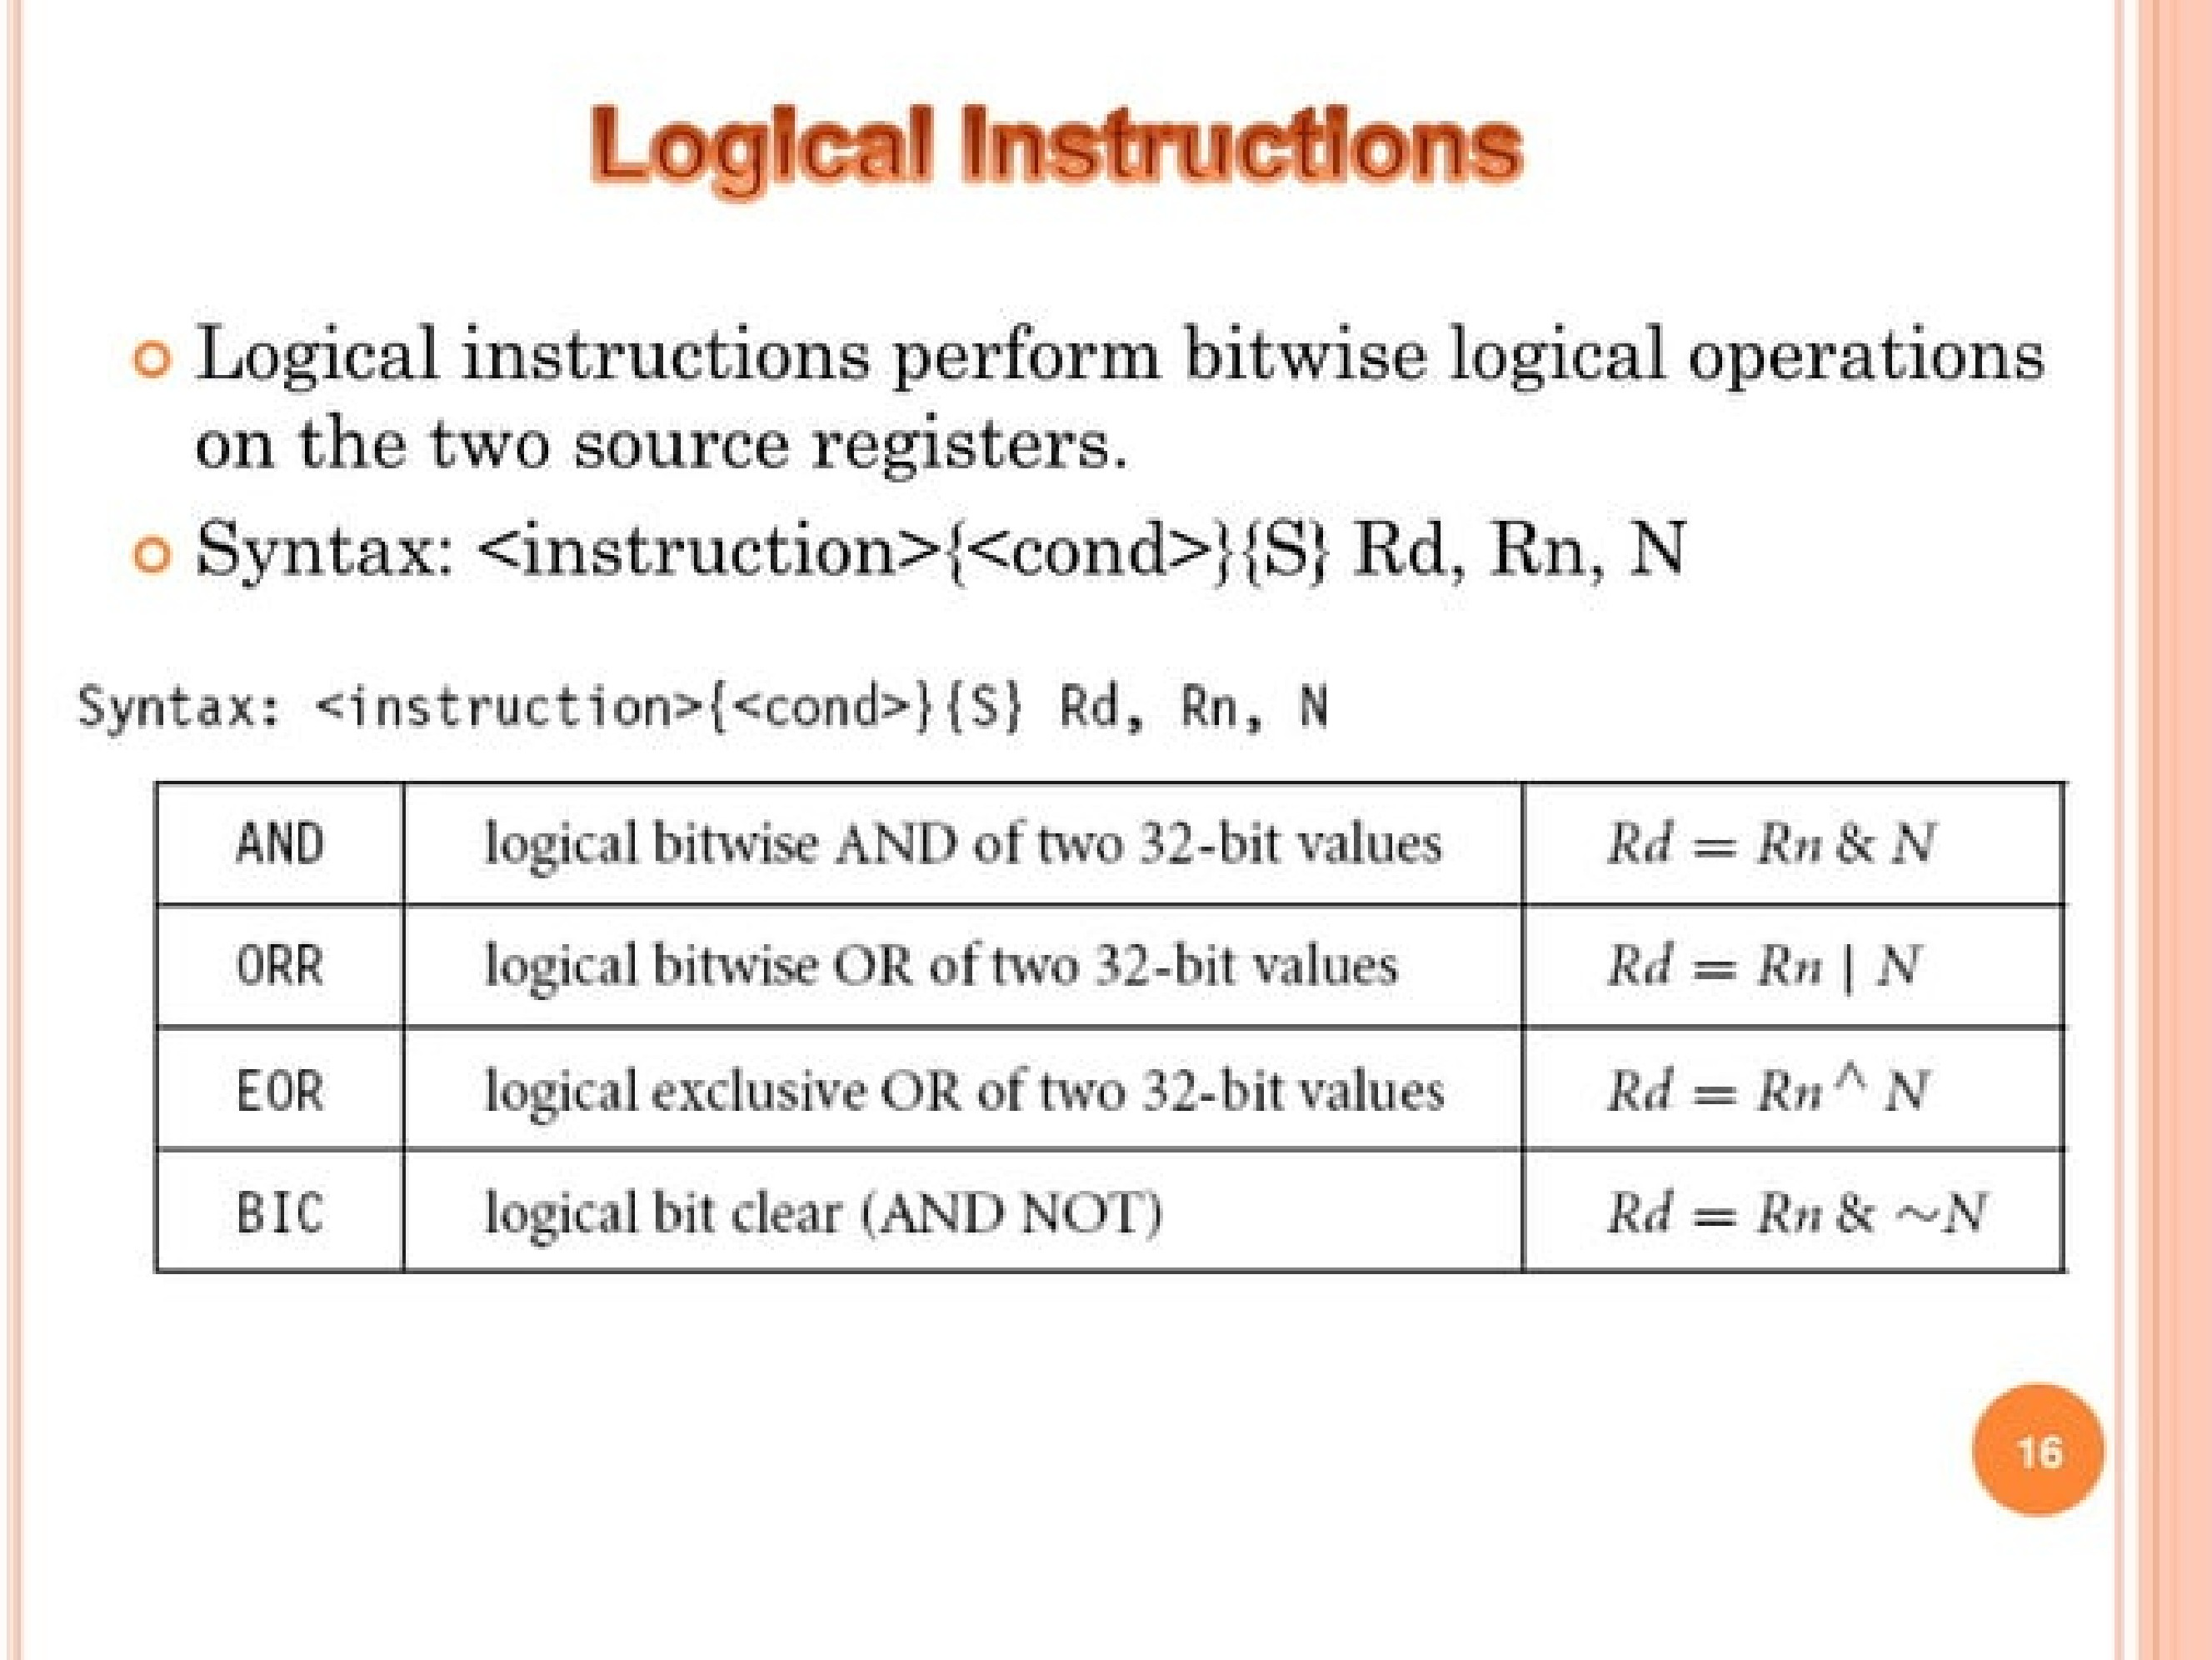 Logical Instructions
Logical instructions perform bitwise logical operations
on the two source registers.
Syntax: <instruction>{<cond>}{S} Rd, Rn, N
Syntax: <instruction>{<cond>}{S} Rd, Rn, N
AND logical bitwise AND of two 32-bit values Rd = Rn & N
ORR logical bitwise OR of two 32-bit values Rd = Rn | N
EOR logical exclusive OR of two 32-bit values Rd = Rn ^ N
BIC logical bit clear (AND NOT) Rd = Rn & ~N
16